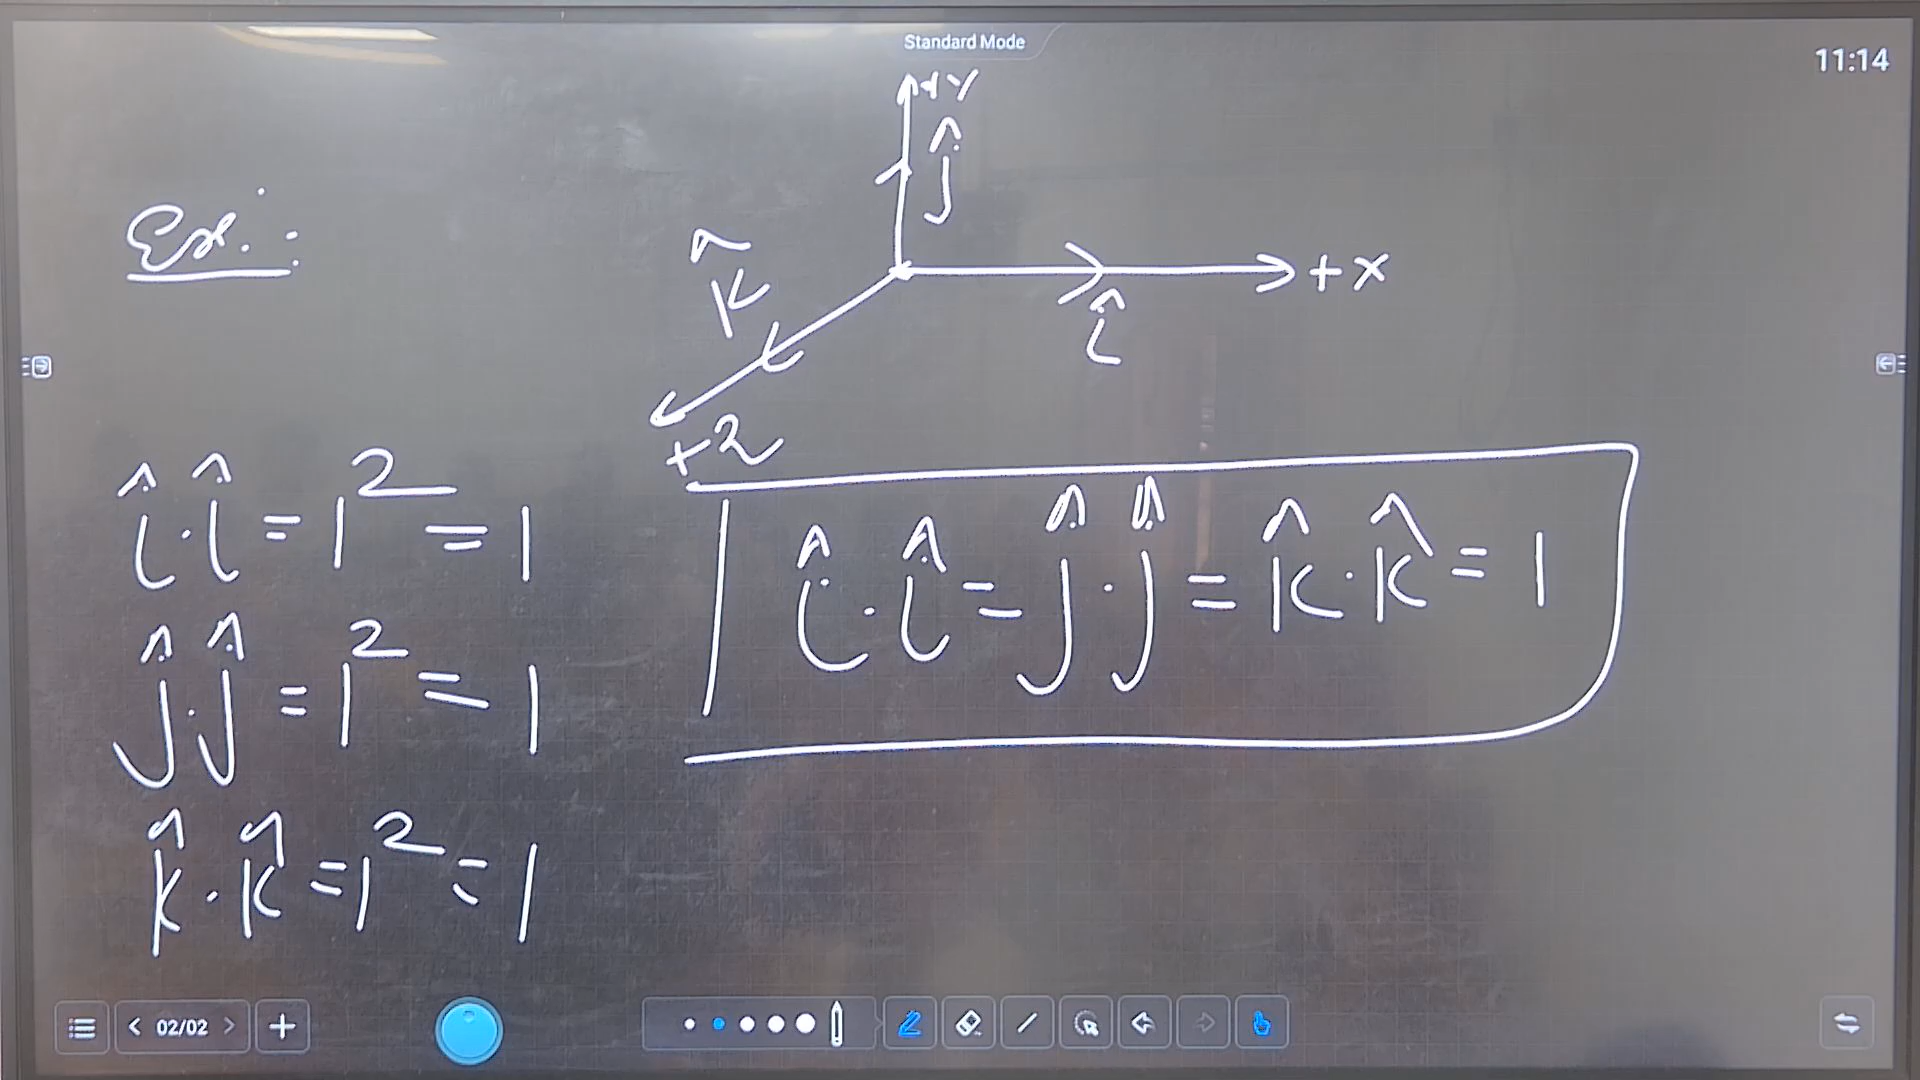 Standard Mode
11:14
+Y
ĵ
Ex.:
k̂
+X
î
+Z
î · î = 1² = 1
ĵ · ĵ = 1² = 1
k̂ · k̂ = 1² = 1
î · î = ĵ · ĵ = k̂ · k̂ = 1
02/02